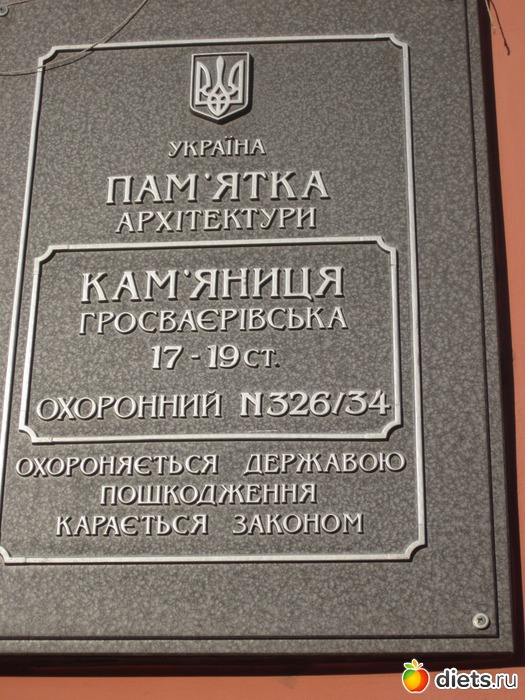 УКРАЇНА
ПАМ'ЯТКА
АРХІТЕКТУРИ
КАМ'ЯНИЦЯ
ГРОСВАЄРІВСЬКА
17-19 СТ.
ОХОРОННИЙ N326/34
ОХОРОНЯЄТЬСЯ ДЕРЖАВОЮ
ПОШКОДЖЕННЯ
КАРАЄТЬСЯ ЗАКОНОМ
diets.ru